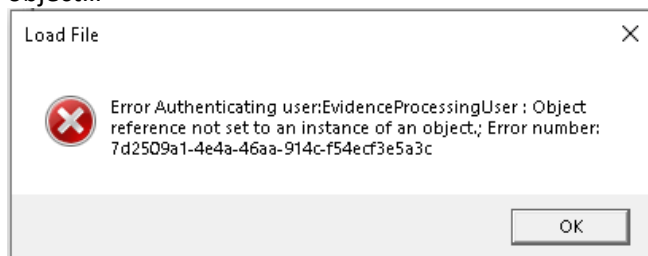 Object...
Load File
Error Authenticating user:EvidenceProcessingUser : Object
reference not set to an instance of an object.; Error number:
7d2509a1-4e4a-46aa-914c-f54ecf3e5a3c
OK